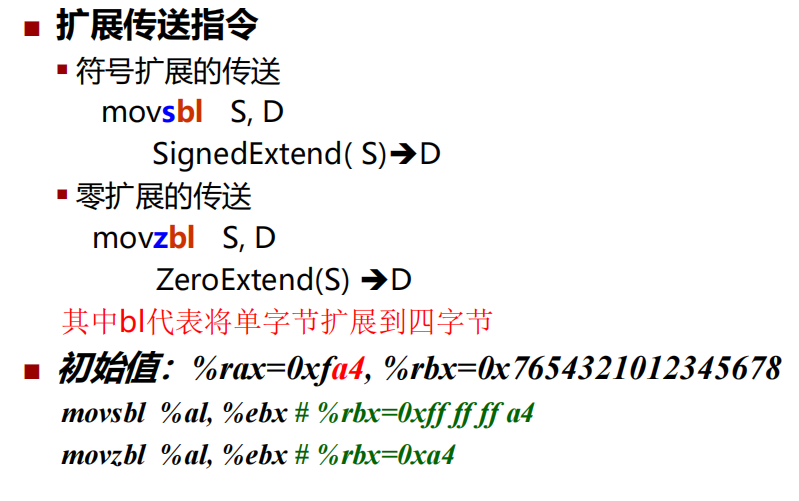 ■ 扩展传送指令
▪ 符号扩展的传送
movsbl S, D
SignedExtend( S)➔D
▪ 零扩展的传送
movzbl S, D
ZeroExtend(S) ➔D
其中bl代表将单字节扩展到四字节
■ 初始值：%rax=0xfa4, %rbx=0x7654321012345678
movsbl %al, %ebx # %rbx=0xff ff ff a4
movzbl %al, %ebx # %rbx=0xa4